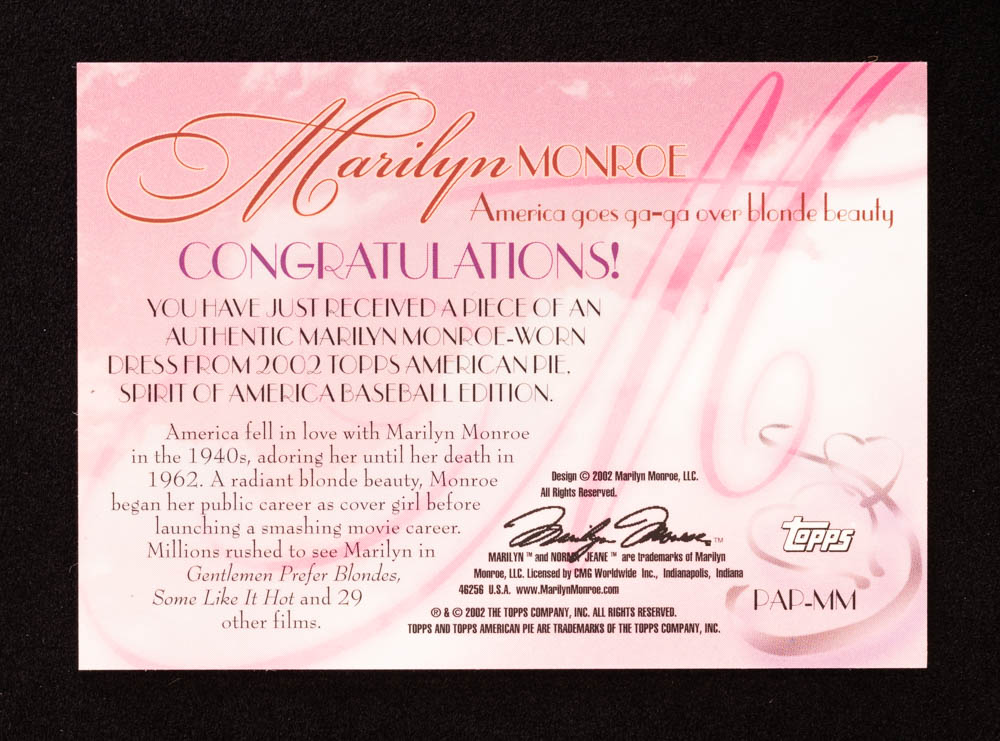 Marilyn MONROE
America goes ga-ga over blonde beauty
CONGRATULATIONS!
YOU HAVE JUST RECEIVED A PIECE OF AN
AUTHENTIC MARILYN MONROE-WORN
DRESS FROM 2002 TOPPS AMERICAN PIE,
SPIRIT OF AMERICA BASEBALL EDITION.
America fell in love with Marilyn Monroe
in the 1940s, adoring her until her death in
1962. A radiant blonde beauty, Monroe
began her public career as cover girl before
launching a smashing movie career.
Millions rushed to see Marilyn in
Gentlemen Prefer Blondes,
Some Like It Hot and 29
other films.
Design © 2002 Marilyn Monroe, LLC.
All Rights Reserved.
Marilyn Monroe ™
MARILYN ™ and NORMA JEANE ™ are trademarks of Marilyn
Monroe, LLC. Licensed by CMG Worldwide Inc., Indianapolis, Indiana
46256 U.S.A. www.MarilynMonroe.com
® & © 2002 THE TOPPS COMPANY, INC. ALL RIGHTS RESERVED.
TOPPS AND TOPPS AMERICAN PIE ARE TRADEMARKS OF THE TOPPS COMPANY, INC.
topps
PAP-MM